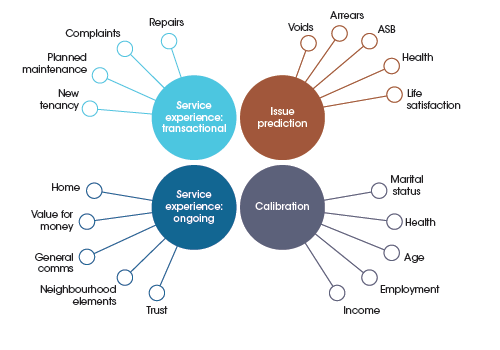 Repairs
Complaints
Planned
maintenance
New
tenancy
Service
experience:
transactional
Voids
Arrears
ASB
Health
Life
satisfaction
Issue
prediction
Home
Value for
money
General
comms
Neighbourhood
elements
Trust
Service
experience:
ongoing
Calibration
Marital
status
Health
Age
Employment
Income